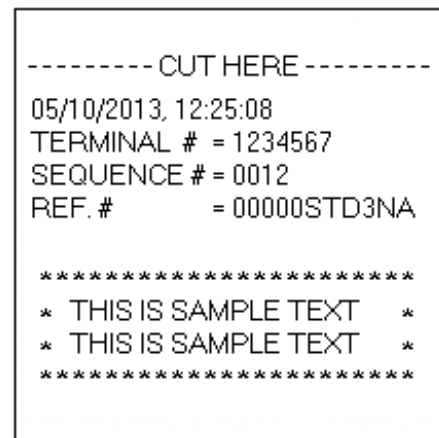 --------- CUT HERE ---------
05/10/2013, 12:25:08
TERMINAL # = 1234567
SEQUENCE # = 0012
REF. # = 00000STD3NA
***********************
* THIS IS SAMPLE TEXT *
* THIS IS SAMPLE TEXT *
***********************